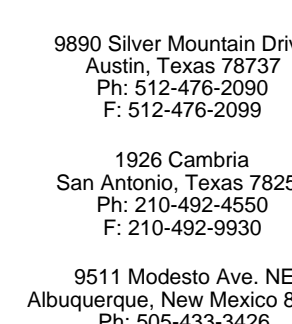 9890 Silver Mountain Driv
Austin, Texas 78737
Ph: 512-476-2090
F: 512-476-2099
1926 Cambria
San Antonio, Texas 7825
Ph: 210-492-4550
F: 210-492-9930
9511 Modesto Ave. NE
Albuquerque, New Mexico 8
Ph: 505-433-3426